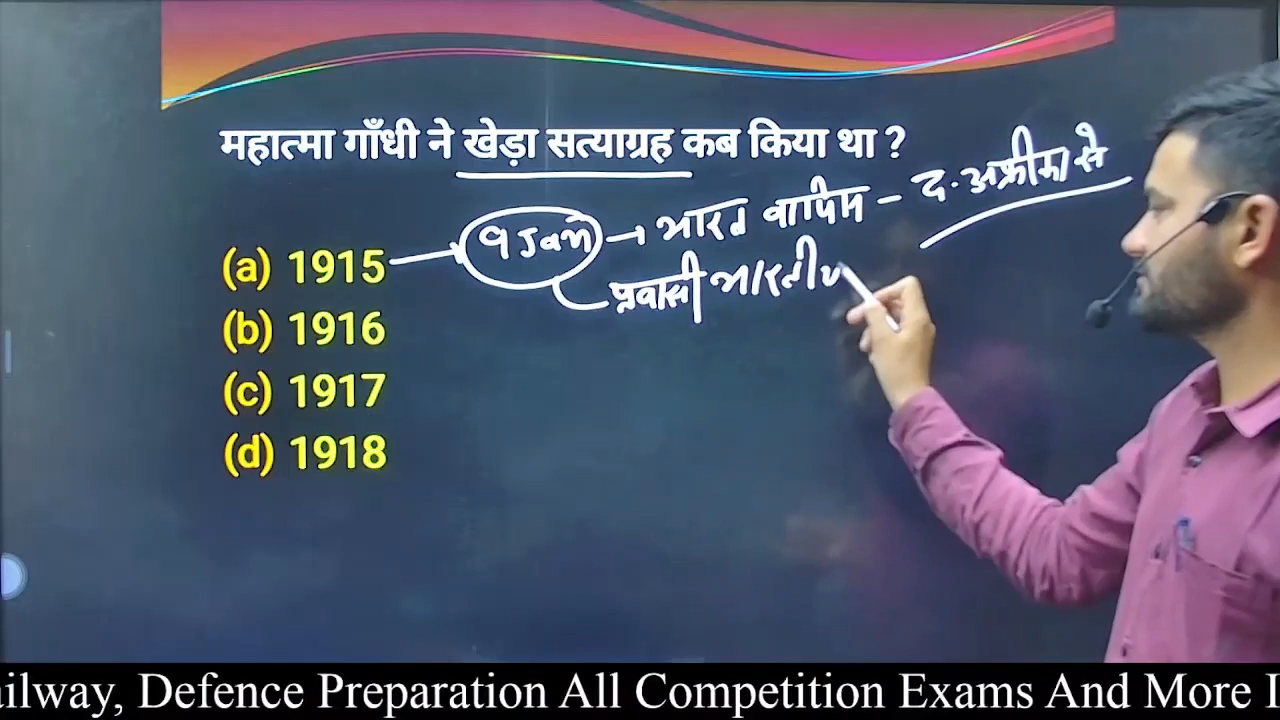 महात्मा गाँधी ने खेड़ा सत्याग्रह कब किया था ?
(a) 1915 9 Jan → भारत वापिस - द. अफ्रीका से
प्रवासी भारतीय
(b) 1916
(c) 1917
(d) 1918
ailway, Defence Preparation All Competition Exams And More I